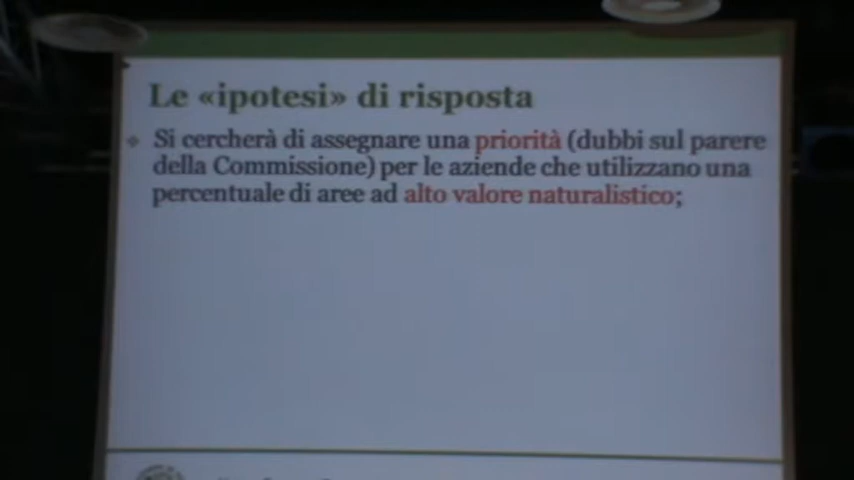 Le «ipotesi» di risposta
Si cercherà di assegnare una priorità (dubbi sul parere
della Commissione) per le aziende che utilizzano una
percentuale di aree ad alto valore naturalistico;